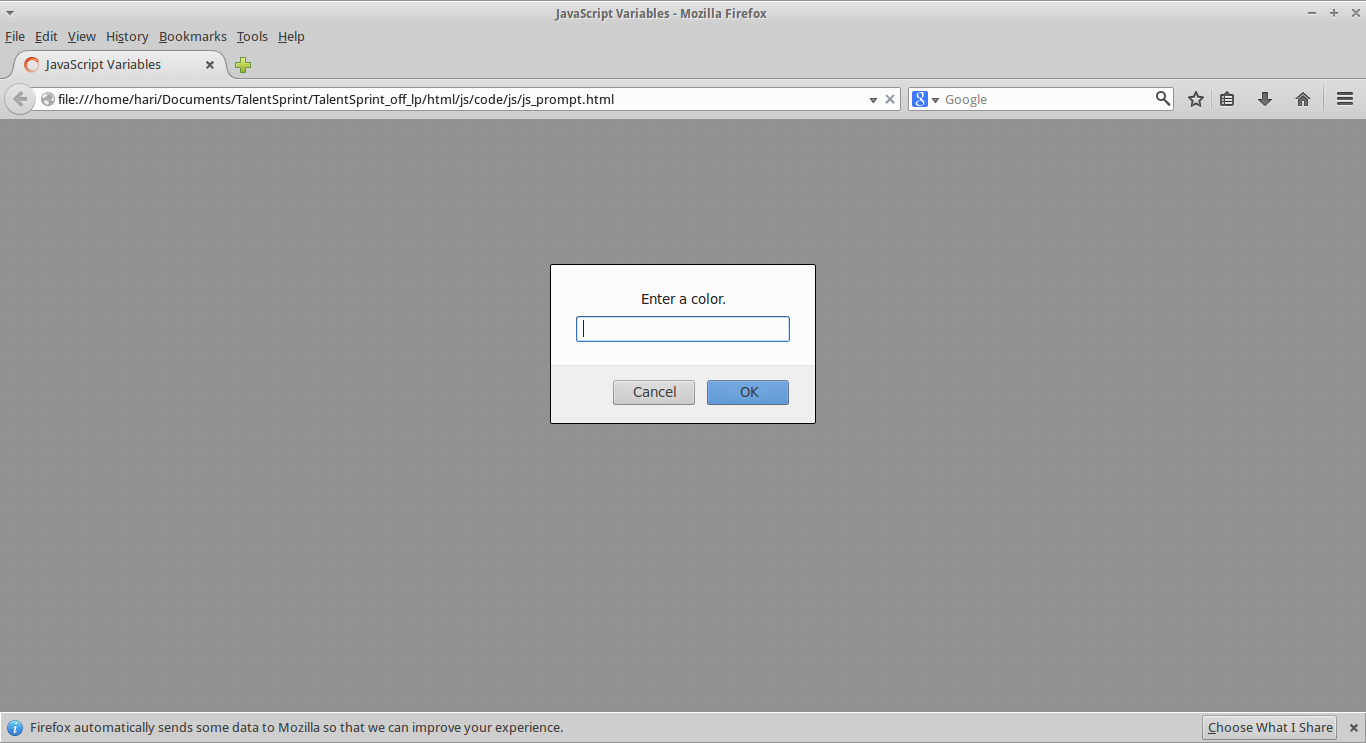 JavaScript Variables - Mozilla Firefox
File Edit View History Bookmarks Tools Help
JavaScript Variables
file:///home/hari/Documents/TalentSprint/TalentSprint_off_lp/html/js/code/js/js_prompt.html
8 Google
Enter a color.
Cancel OK
Firefox automatically sends some data to Mozilla so that we can improve your experience. Choose What I Share